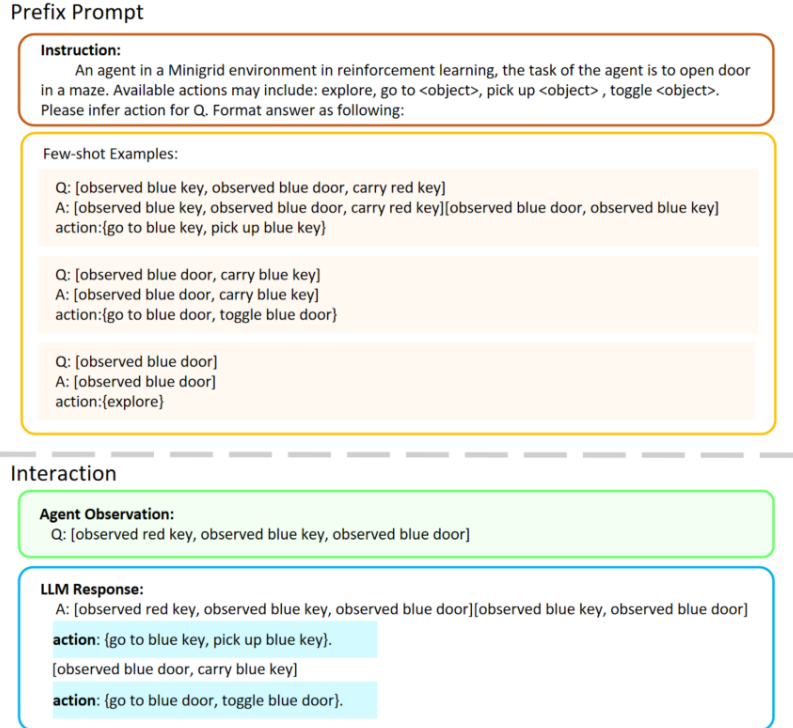 Prefix Prompt
Instruction:
An agent in a Minigrid environment in reinforcement learning, the task of the agent is to open door
in a maze. Available actions may include: explore, go to <object>, pick up <object> , toggle <object>.
Please infer action for Q. Format answer as following:
Few-shot Examples:
Q: [observed blue key, observed blue door, carry red key]
A: [observed blue key, observed blue door, carry red key][observed blue door, observed blue key]
action:{go to blue key, pick up blue key}
Q: [observed blue door, carry blue key]
A: [observed blue door, carry blue key]
action:{go to blue door, toggle blue door}
Q: [observed blue door]
A: [observed blue door]
action:{explore}
Interaction
Agent Observation:
Q: [observed red key, observed blue key, observed blue door]
LLM Response:
A: [observed red key, observed blue key, observed blue door][observed blue key, observed blue door]
action: {go to blue key, pick up blue key}.
[observed blue door, carry blue key]
action: {go to blue door, toggle blue door}.